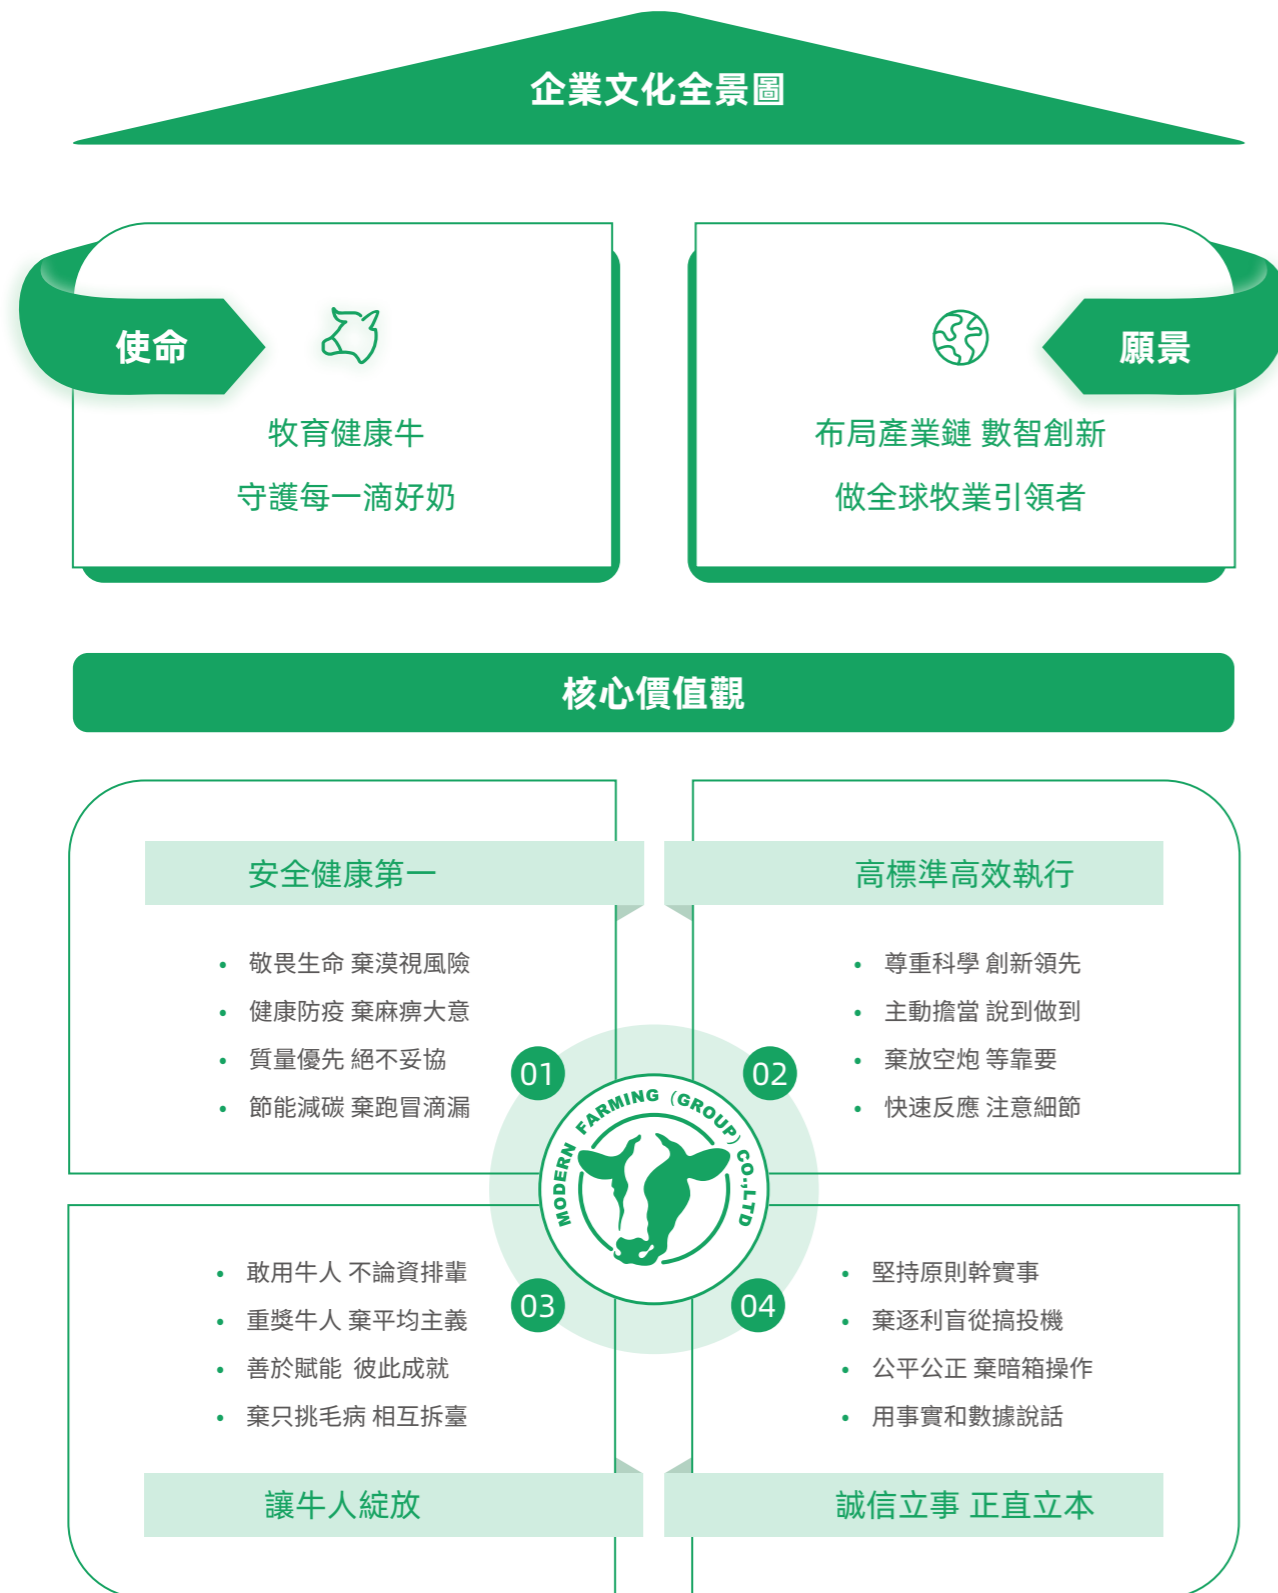 企業文化全景圖
使命
牧育健康牛
守護每一滴好奶
願景
布局產業鏈 數智創新
做全球牧業引領者
核心價值觀
安全健康第一
• 敬畏生命 棄漠視風險
• 健康防疫 棄麻痹大意
• 質量優先 絕不妥協
• 節能減碳 棄跑冒滴漏
01
高標準高效執行
• 尊重科學 創新領先
• 主動擔當 說到做到
• 棄放空炮 等靠要
• 快速反應 注意細節
02
MODERN FARMING (GROUP) CO.,LTD
• 敢用牛人 不論資排輩
• 重獎牛人 棄平均主義
• 善於賦能 彼此成就
• 棄只挑毛病 相互拆臺
03
讓牛人綻放
• 堅持原則幹實事
• 棄逐利盲從搞投機
• 公平公正 棄暗箱操作
• 用事實和數據說話
04
誠信立事 正直立本